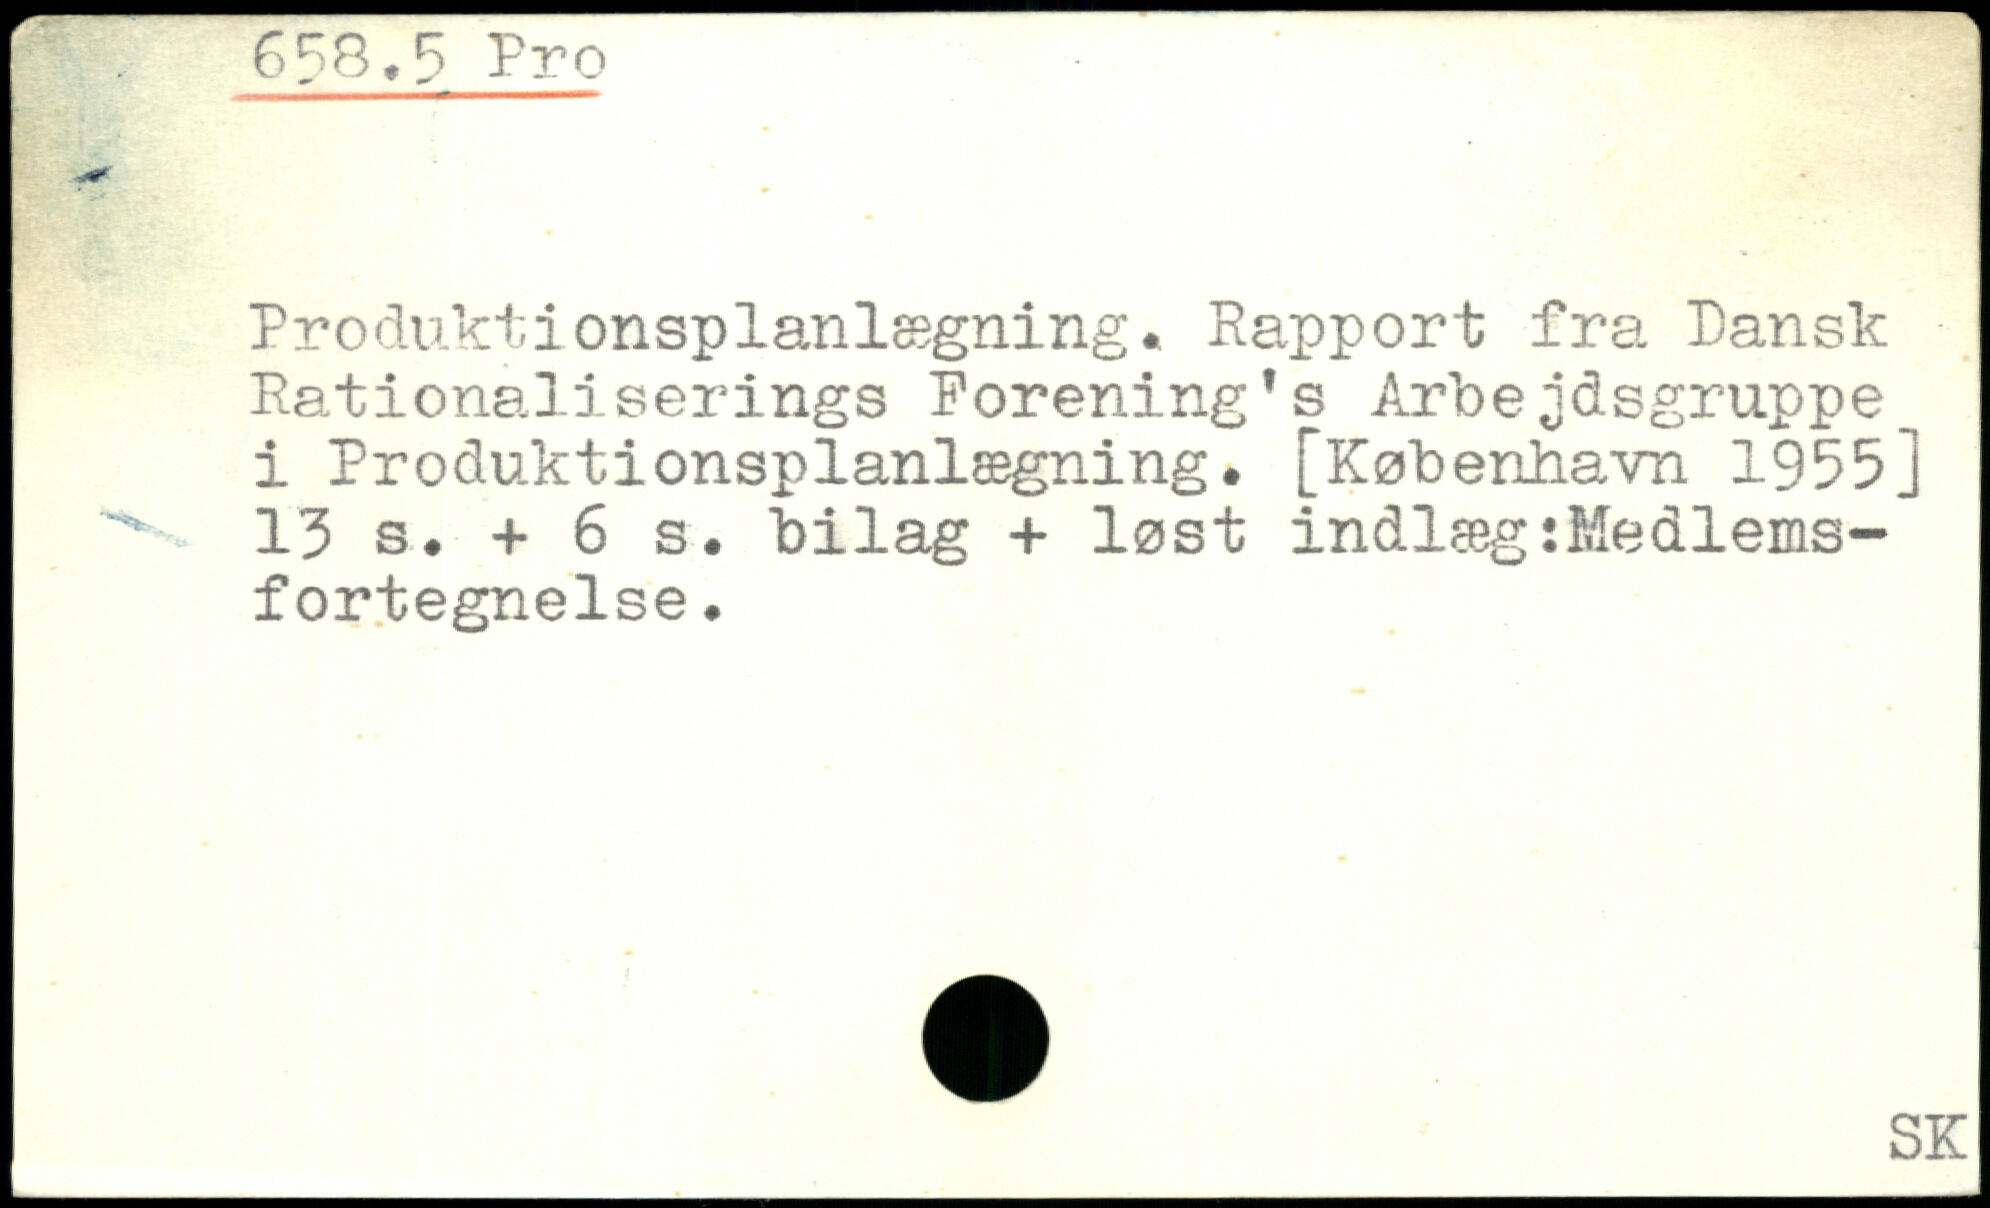 658.5 Pro
Produktionsplanlægning. Rapport fra Dansk
Rationaliserings Forening's Arbejdsgruppe
i Produktionsplanlægning. [København 1955]
13 s. + 6 s. bilag + løst indlæg:Medlems-
fortegnelse.
SK